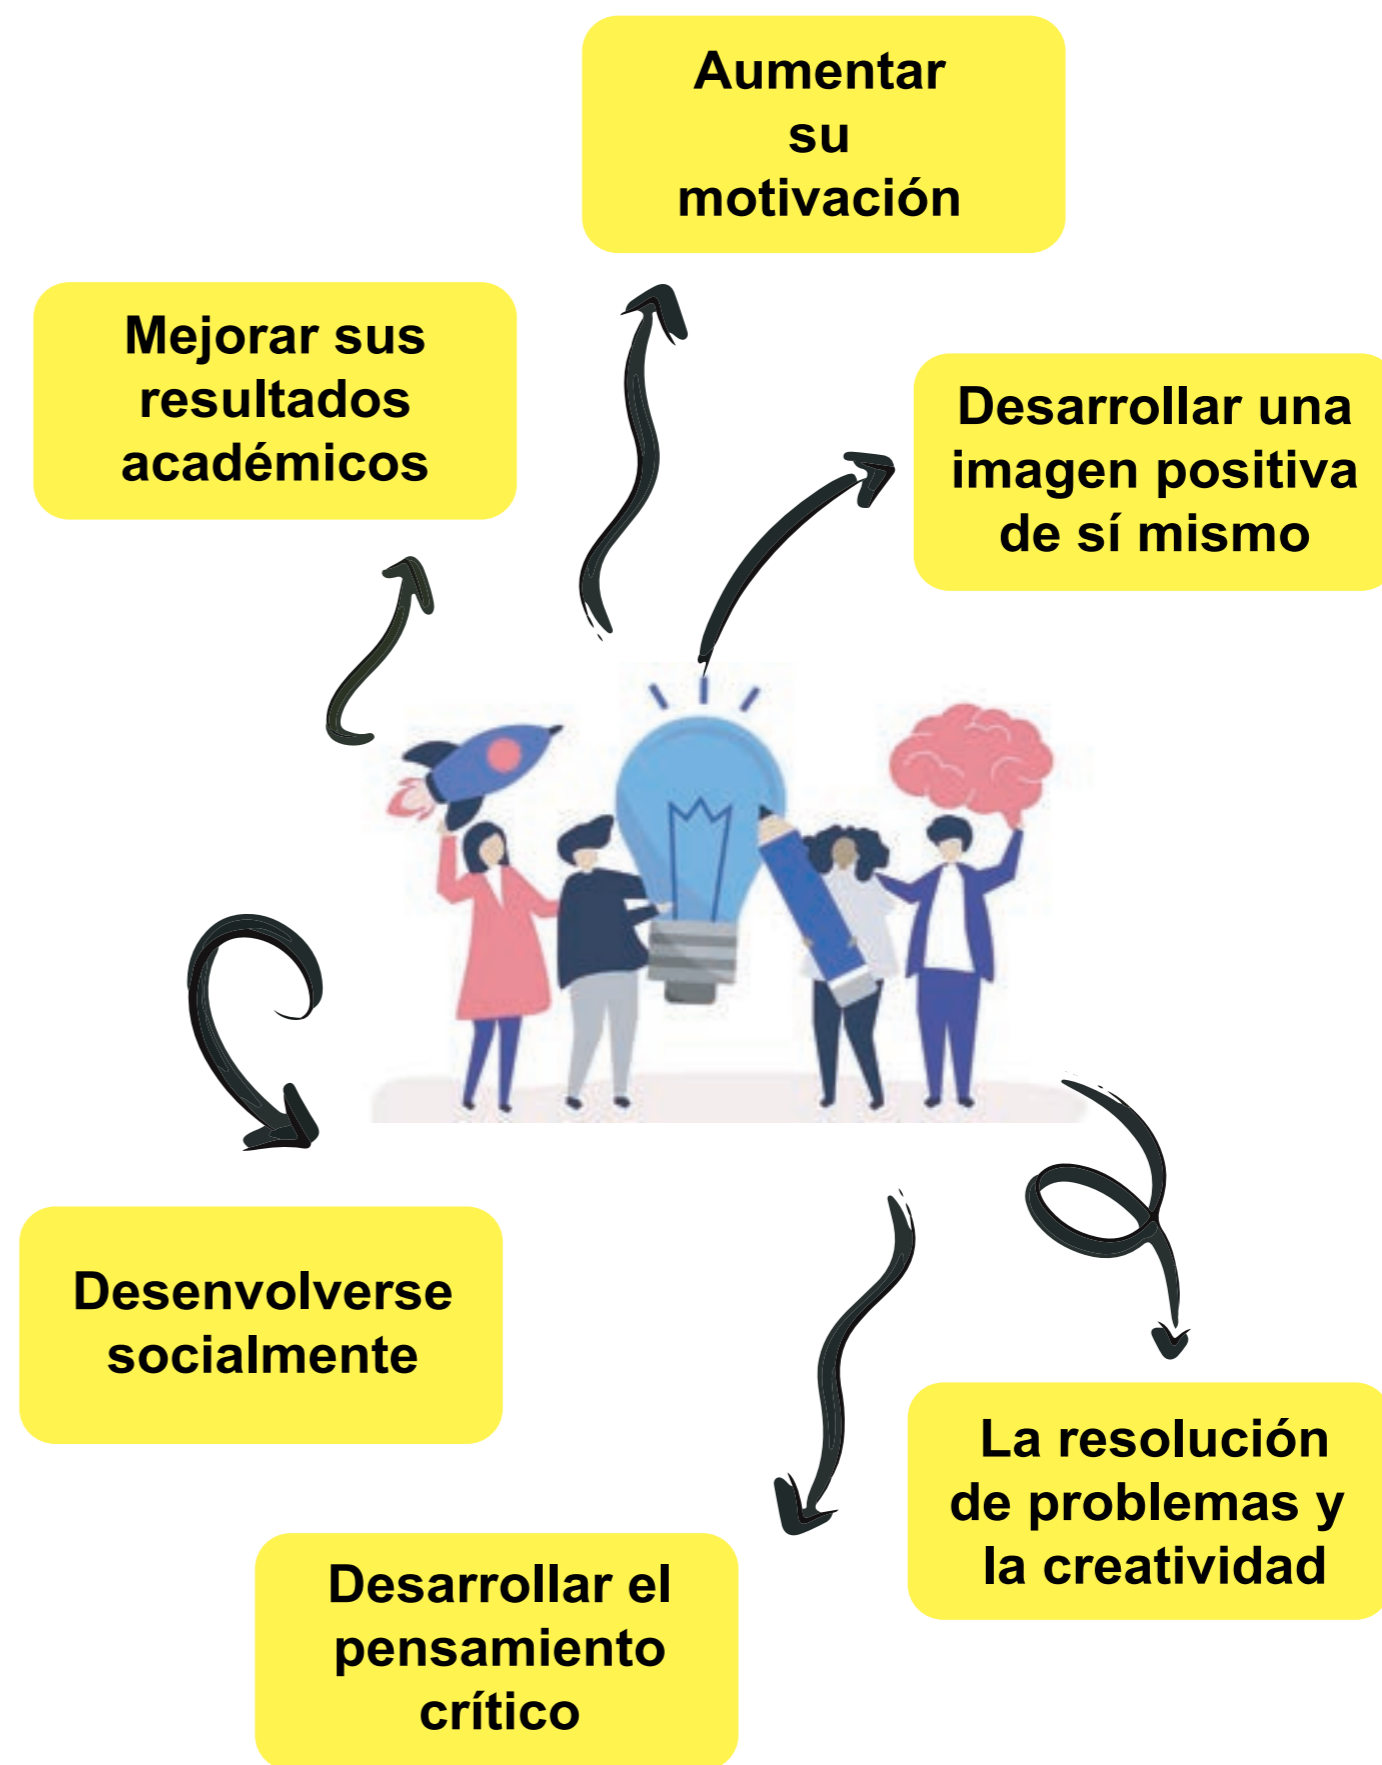 Aumentar
su
motivación
Mejorar sus
resultados
académicos
Desarrollar una
imagen positiva
de sí mismo
Desenvolverse
socialmente
La resolución
de problemas y
la creatividad
Desarrollar el
pensamiento
crítico